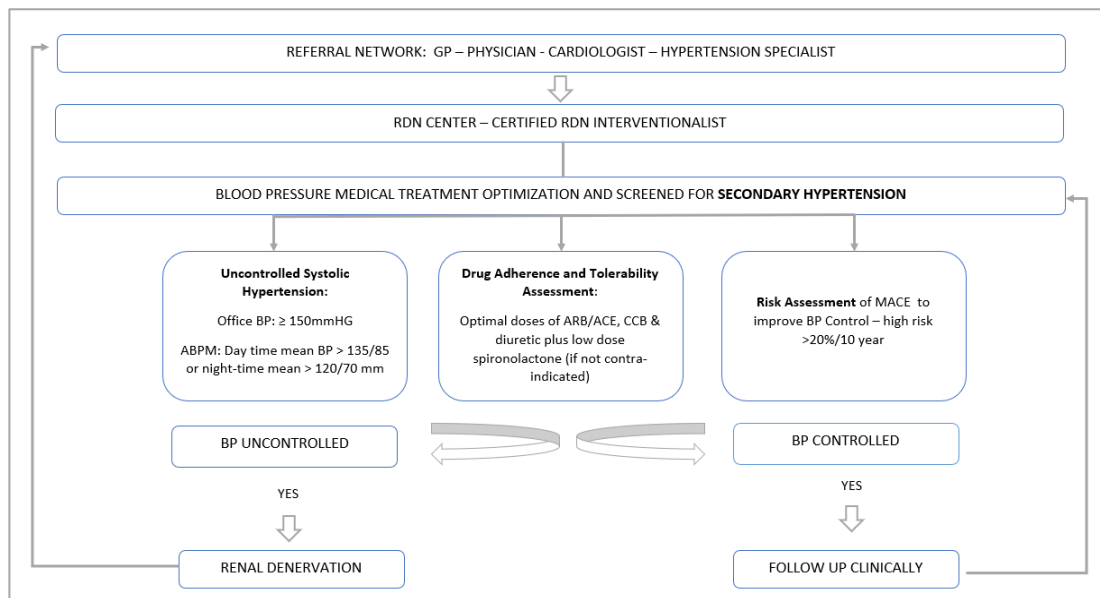 REFERRAL NETWORK: GP – PHYSICIAN - CARDIOLOGIST – HYPERTENSION SPECIALIST
RDN CENTER – CERTIFIED RDN INTERVENTIONALIST
BLOOD PRESSURE MEDICAL TREATMENT OPTIMIZATION AND SCREENED FOR SECONDARY HYPERTENSION
Uncontrolled Systolic
Hypertension:
Office BP: ≥ 150mmHG
ABPM: Day time mean BP > 135/85
or night-time mean > 120/70 mm
Drug Adherence and Tolerability
Assessment:
Optimal doses of ARB/ACE, CCB &
diuretic plus low dose
spironolactone (if not contra-
indicated)
Risk Assessment of MACE to
improve BP Control – high risk
>20%/10 year
BP UNCONTROLLED
BP CONTROLLED
YES
YES
RENAL DENERVATION
FOLLOW UP CLINICALLY